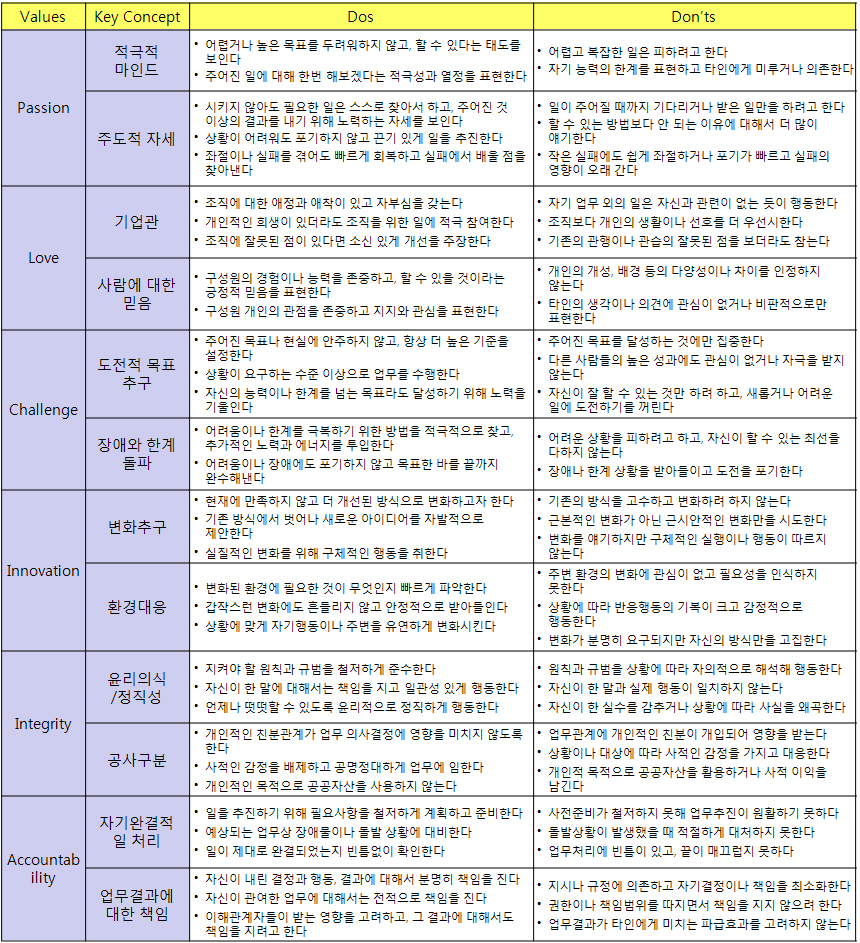 Values Key Concept Dos Don'ts
Passion
적극적
마인드
• 어렵거나 높은 목표를 두려워하지 않고, 할 수 있다는 태도를
보인다
• 주어진 일에 대해 한번 해보겠다는 적극성과 열정을 표현한다
• 어렵고 복잡한 일은 피하려고 한다
• 자기 능력의 한계를 표현하고 타인에게 미루거나 의존한다
주도적 자세
• 시키지 않아도 필요한 일은 스스로 찾아서 하고, 주어진 것
이상의 결과를 내기 위해 노력하는 자세를 보인다
• 상황이 어려워도 포기하지 않고 끈기 있게 일을 추진한다
• 좌절이나 실패를 겪어도 빠르게 회복하고 실패에서 배울 점을
찾아낸다
• 일이 주어질 때까지 기다리거나 받은 일만을 하려고 한다
• 할 수 있는 방법보다 안 되는 이유에 대해서 더 많이
얘기한다
• 작은 실패에도 쉽게 좌절하거나 포기가 빠르고 실패의
영향이 오래 간다
Love
기업관
• 조직에 대한 애정과 애착이 있고 자부심을 갖는다
• 개인적인 희생이 있더라도 조직을 위한 일에 적극 참여한다
• 조직에 잘못된 점이 있다면 소신 있게 개선을 주장한다
• 자기 업무 외의 일은 자신과 관련이 없는 듯이 행동한다
• 조직보다 개인의 생활이나 선호를 더 우선시한다
• 기존의 관행이나 관습의 잘못된 점을 보더라도 참는다
사람에 대한
믿음
• 구성원의 경험이나 능력을 존중하고, 할 수 있을 것이라는
긍정적 믿음을 표현한다
• 구성원 개인의 관점을 존중하고 지지와 관심을 표현한다
• 개인의 개성, 배경 등의 다양성이나 차이를 인정하지
않는다
• 타인의 생각이나 의견에 관심이 없거나 비판적으로만
표현한다
Challenge
도전적 목표
추구
• 주어진 목표나 현실에 안주하지 않고, 항상 더 높은 기준을
설정한다
• 상황이 요구하는 수준 이상으로 업무를 수행한다
• 자신의 능력이나 한계를 넘는 목표라도 달성하기 위해 노력을
기울인다
• 주어진 목표를 달성하는 것에만 집중한다
• 다른 사람들의 높은 성과에도 관심이 없거나 자극을 받지
않는다
• 자신이 잘 할 수 있는 것만 하려 하고, 새롭거나 어려운
일에 도전하기를 꺼린다
장애와 한계
돌파
• 어려움이나 한계를 극복하기 위한 방법을 적극적으로 찾고,
추가적인 노력과 에너지를 투입한다
• 어려움이나 장애에도 포기하지 않고 목표한 바를 끝까지
완수해낸다
• 어려운 상황을 피하려고 하고, 자신이 할 수 있는 최선을
다하지 않는다
• 장애나 한계 상황을 받아들이고 도전을 포기한다
Innovation
변화추구
• 현재에 만족하지 않고 더 개선된 방식으로 변화하고자 한다
• 기존 방식에서 벗어나 새로운 아이디어를 자발적으로
제안한다
• 실질적인 변화를 위해 구체적인 행동을 취한다
• 기존의 방식을 고수하고 변화하려 하지 않는다
• 근본적인 변화가 아닌 근시안적인 변화만을 시도한다
• 변화를 얘기하지만 구체적인 실행이나 행동이 따르지
않는다
환경대응
• 변화된 환경에 필요한 것이 무엇인지 빠르게 파악한다
• 갑작스런 변화에도 흔들리지 않고 안정적으로 받아들인다
• 상황에 맞게 자기행동이나 주변을 유연하게 변화시킨다
• 주변 환경의 변화에 관심이 없고 필요성을 인식하지
못한다
• 상황에 따라 반응행동의 기복이 크고 감정적으로
행동한다
• 변화가 분명히 요구되지만 자신의 방식만을 고집한다
Integrity
윤리의식
/정직성
• 지켜야 할 원칙과 규범을 철저하게 준수한다
• 자신이 한 말에 대해서는 책임을 지고 일관성 있게 행동한다
• 언제나 떳떳할 수 있도록 윤리적으로 정직하게 행동한다
• 원칙과 규범을 상황에 따라 자의적으로 해석해 행동한다
• 자신이 한 말과 실제 행동이 일치하지 않는다
• 자신이 한 실수를 감추거나 상황에 따라 사실을 왜곡한다
공사구분
• 개인적인 친분관계가 업무 의사결정에 영향을 미치지 않도록
한다
• 사적인 감정을 배제하고 공명정대하게 업무에 임한다
• 개인적인 목적으로 공공자산을 사용하지 않는다
• 업무관계에 개인적인 친분이 개입되어 영향을 받는다
• 상황이나 대상에 따라 사적인 감정을 가지고 대응한다
• 개인적 목적으로 공공자산을 활용하거나 사적 이익을
남긴다
Accountab
ility
자기완결적
일 처리
• 일을 추진하기 위해 필요사항을 철저하게 계획하고 준비한다
• 예상되는 업무상 장애물이나 돌발 상황에 대비한다
• 일이 제대로 완결되었는지 빈틈없이 확인한다
• 사전준비가 철저하지 못해 업무추진이 원활하기 못하다
• 돌발상황이 발생했을 때 적절하게 대처하지 못한다
• 업무처리에 빈틈이 있고, 끝이 매끄럽지 못하다
업무결과에
대한 책임
• 자신이 내린 결정과 행동, 결과에 대해서 분명히 책임을 진다
• 자신이 관여한 업무에 대해서는 전적으로 책임을 진다
• 이해관계자들이 받는 영향을 고려하고, 그 결과에 대해서도
책임을 지려고 한다
• 지시나 규정에 의존하고 자기결정이나 책임을 최소화한다
• 권한이나 책임범위를 따지면서 책임을 지지 않으려 한다
• 업무결과가 타인에게 미치는 파급효과를 고려하지 않는다